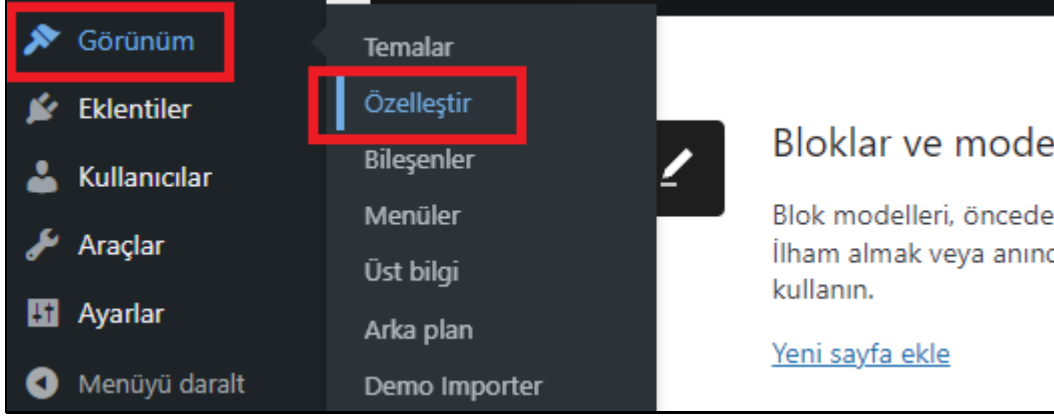 Görünüm
Eklentiler
Kullanıcılar
Araçlar
Ayarlar
Menüyü daralt
Temalar
Özelleştir
Bileşenler
Menüler
Üst bilgi
Arka plan
Demo Importer
Bloklar ve mode
Blok modelleri, öncede
İlham almak veya anınd
kullanın.
Yeni sayfa ekle